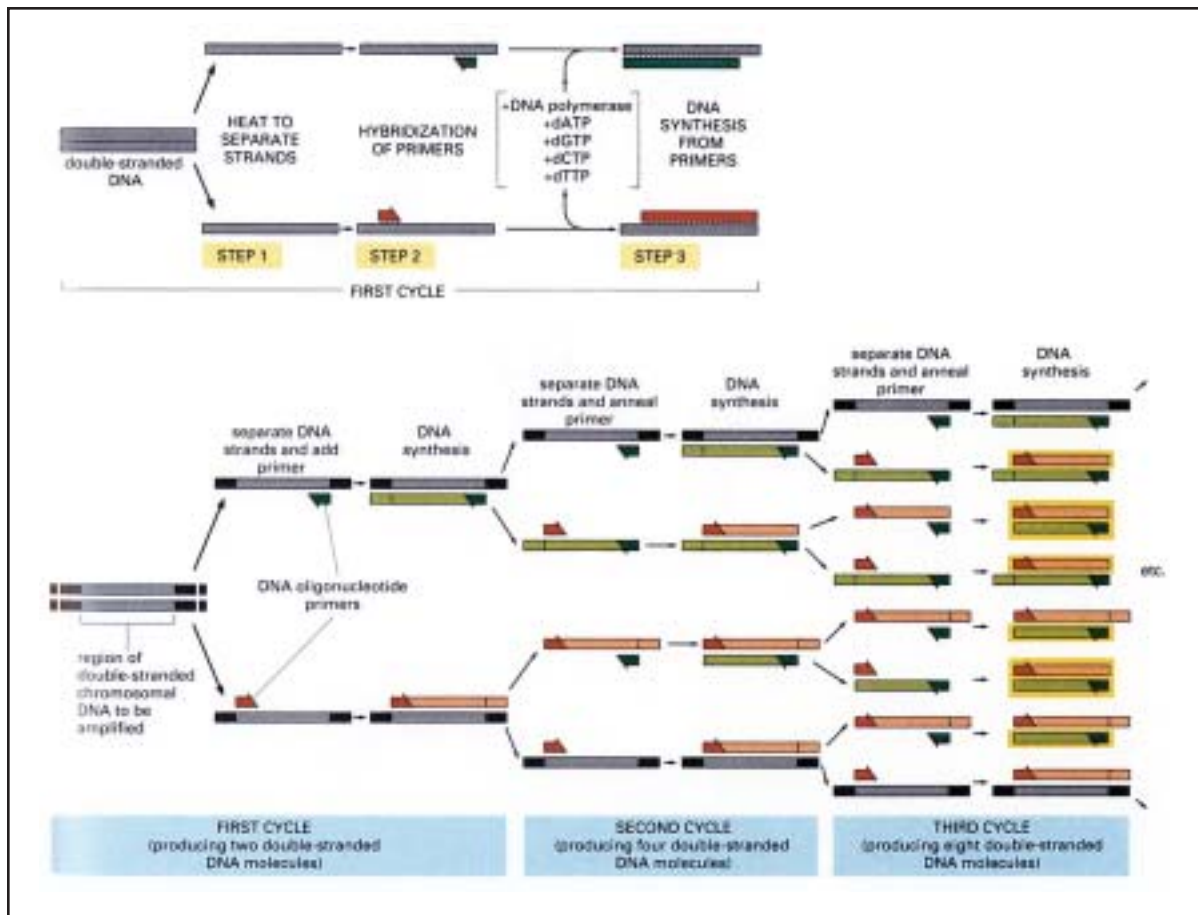 double-stranded
DNA
HEAT TO
SEPARATE
STRANDS
HYBRIDIZATION
OF PRIMERS
+DNA polymerase
+dATP
+dGTP
+dCTP
+dTTP
DNA
SYNTHESIS
FROM
PRIMERS
STEP 1
STEP 2
STEP 3
FIRST CYCLE
separate DNA
strands and add
primer
DNA
synthesis
separate DNA
strands and anneal
primer
DNA
synthesis
separate DNA
strands and anneal
primer
DNA
synthesis
DNA oligonucleotide
primers
region of
double-stranded
chromosomal
DNA to be
amplified
etc.
FIRST CYCLE
(producing two double-stranded
DNA molecules)
SECOND CYCLE
(producing four double-stranded
DNA molecules)
THIRD CYCLE
(producing eight double-stranded
DNA molecules)